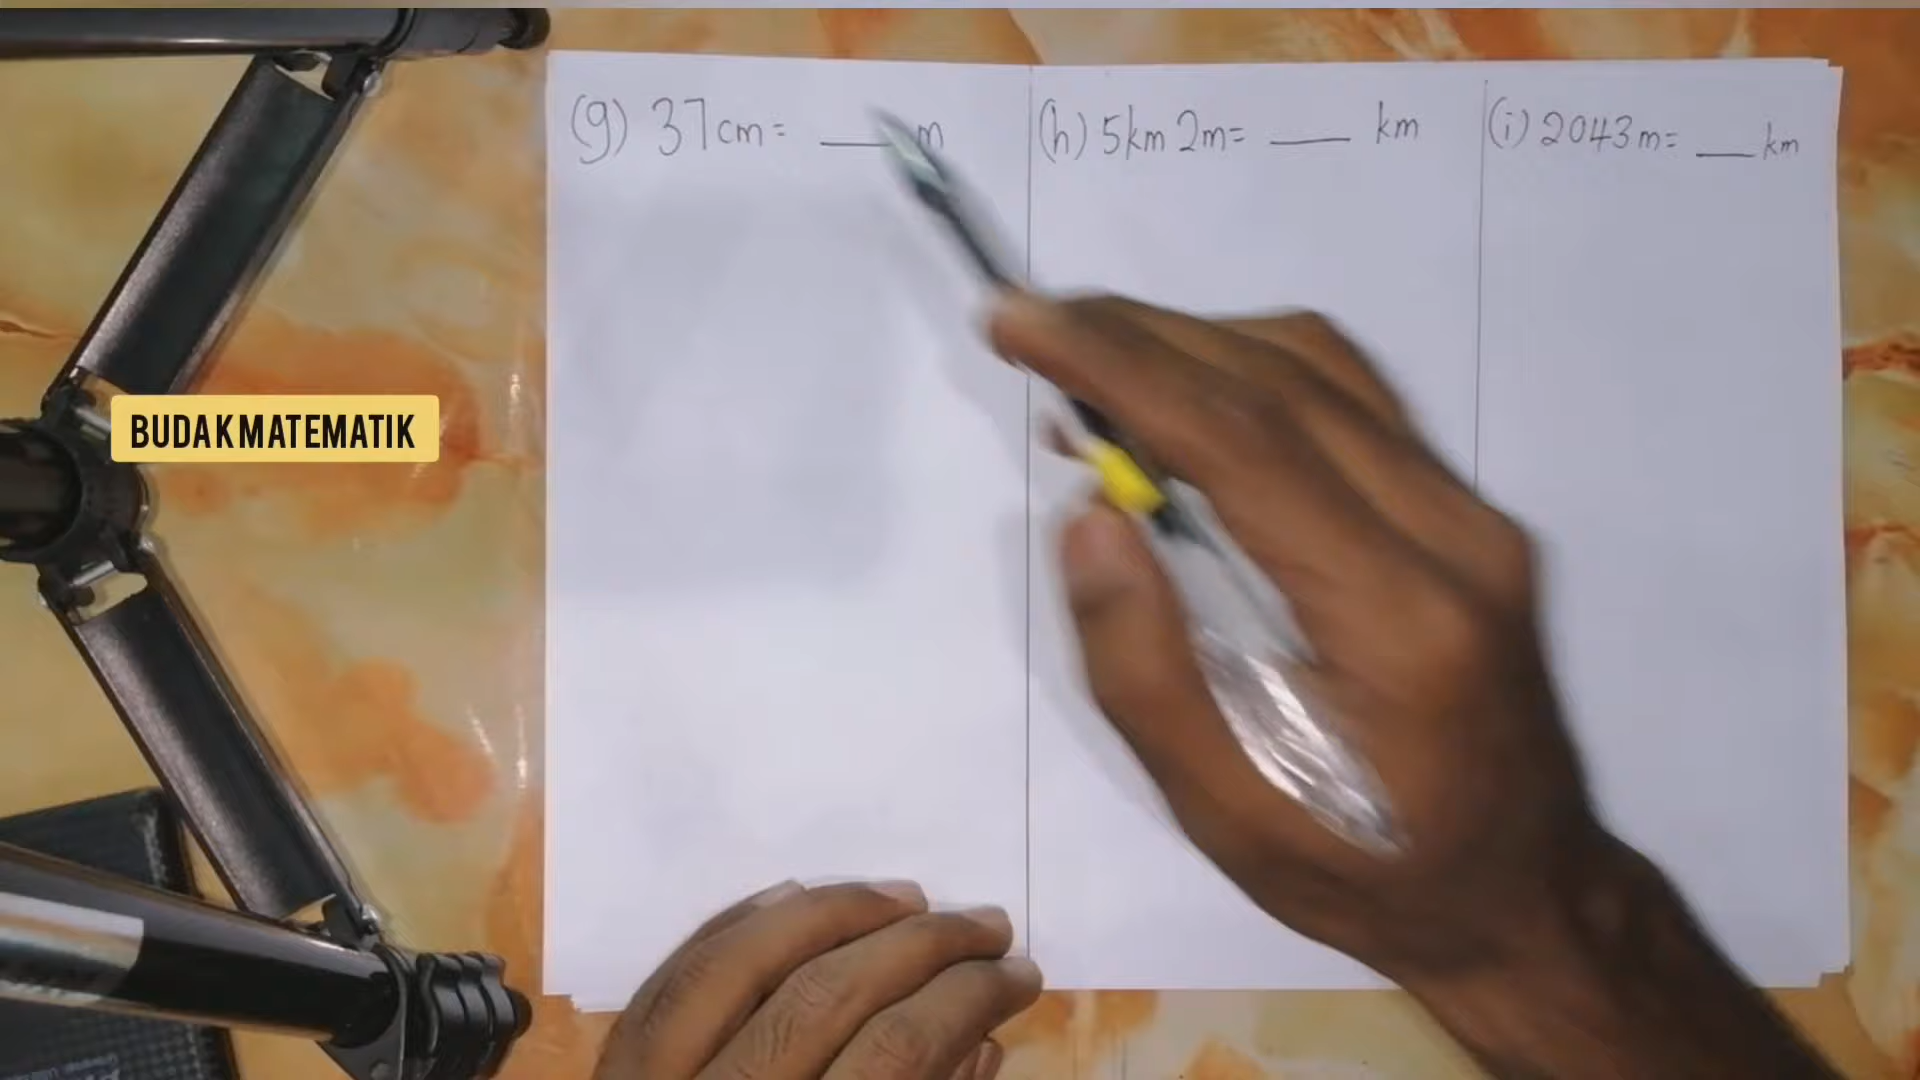 (g) 37cm = ___ m
(h) 5km 2m = ___ km
(i) 2043m = ___ km
BUDAKMATEMATIK